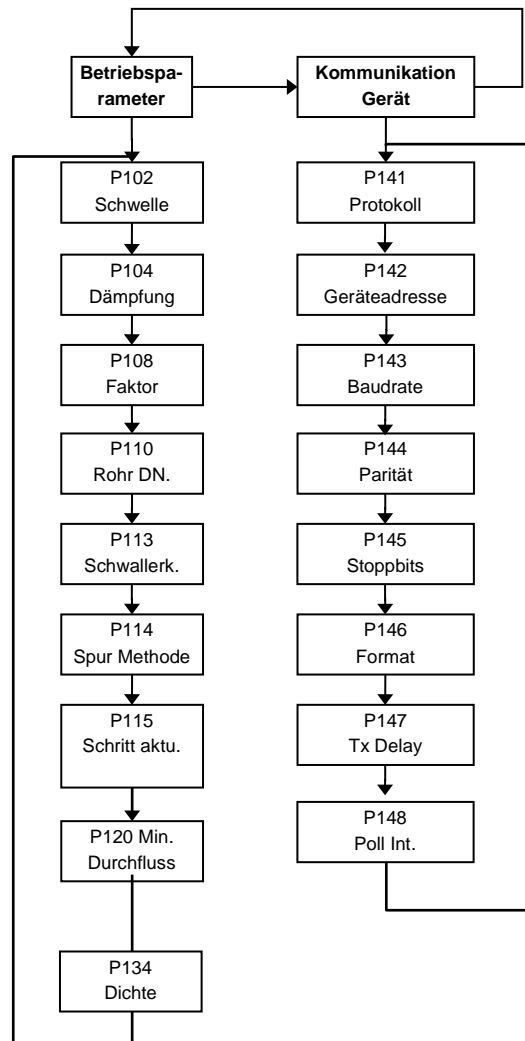 Betriebspa-
rameter
Kommunikation
Gerät
P102
Schwelle
P104
Dämpfung
P108
Faktor
P110
Rohr DN.
P113
Schwallerk.
P114
Spur Methode
P115
Schritt aktu.
P120 Min.
Durchfluss
P134
Dichte
P141
Protokoll
P142
Geräteadresse
P143
Baudrate
P144
Parität
P145
Stoppbits
P146
Format
P147
Tx Delay
P148
Poll Int.